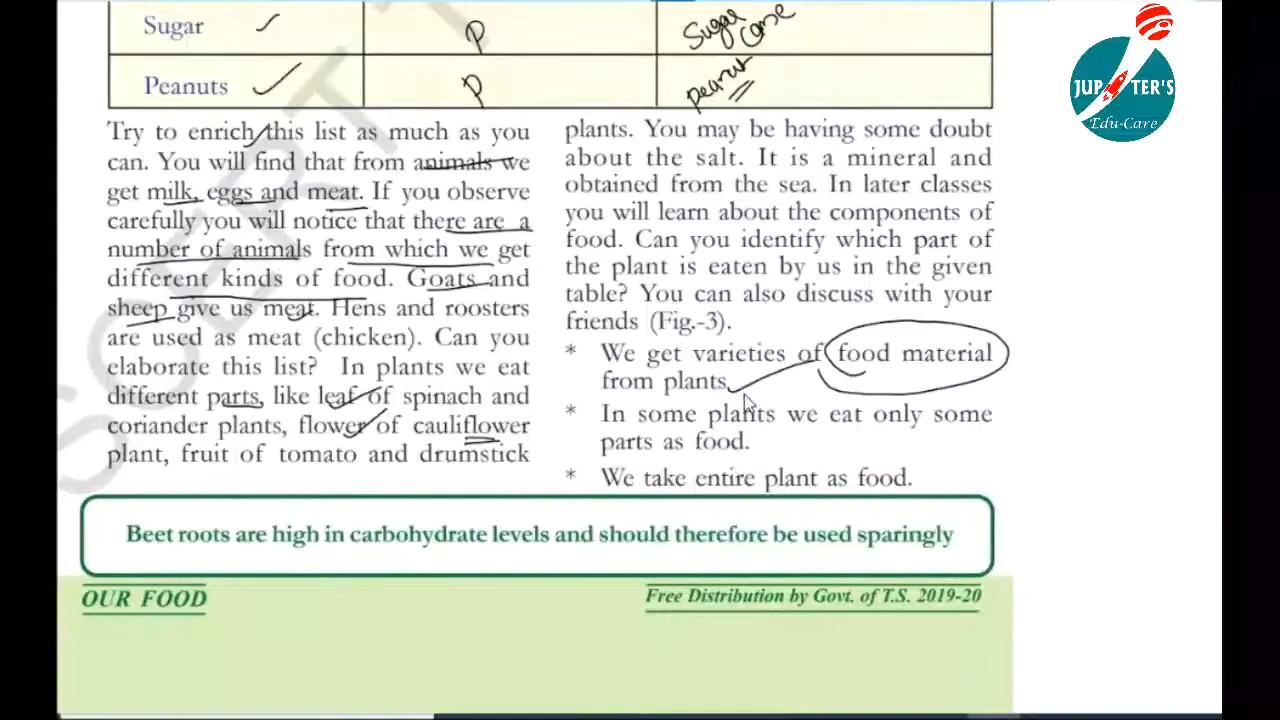 Sugar P Sugar cane
Peanuts P peanut
JUPITER'S
Edu-Care
Try to enrich this list as much as you
can. You will find that from animals we
get milk, eggs and meat. If you observe
carefully you will notice that there are a
number of animals from which we get
different kinds of food. Goats and
sheep give us meat. Hens and roosters
are used as meat (chicken). Can you
elaborate this list? In plants we eat
different parts, like leaf of spinach and
coriander plants, flower of cauliflower
plant, fruit of tomato and drumstick
plants. You may be having some doubt
about the salt. It is a mineral and
obtained from the sea. In later classes
you will learn about the components of
food. Can you identify which part of
the plant is eaten by us in the given
table? You can also discuss with your
friends (Fig.-3).
* We get varieties of food material
from plants.
* In some plants we eat only some
parts as food.
* We take entire plant as food.
Beet roots are high in carbohydrate levels and should therefore be used sparingly
OUR FOOD
Free Distribution by Govt. of T.S. 2019-20
SCERT T